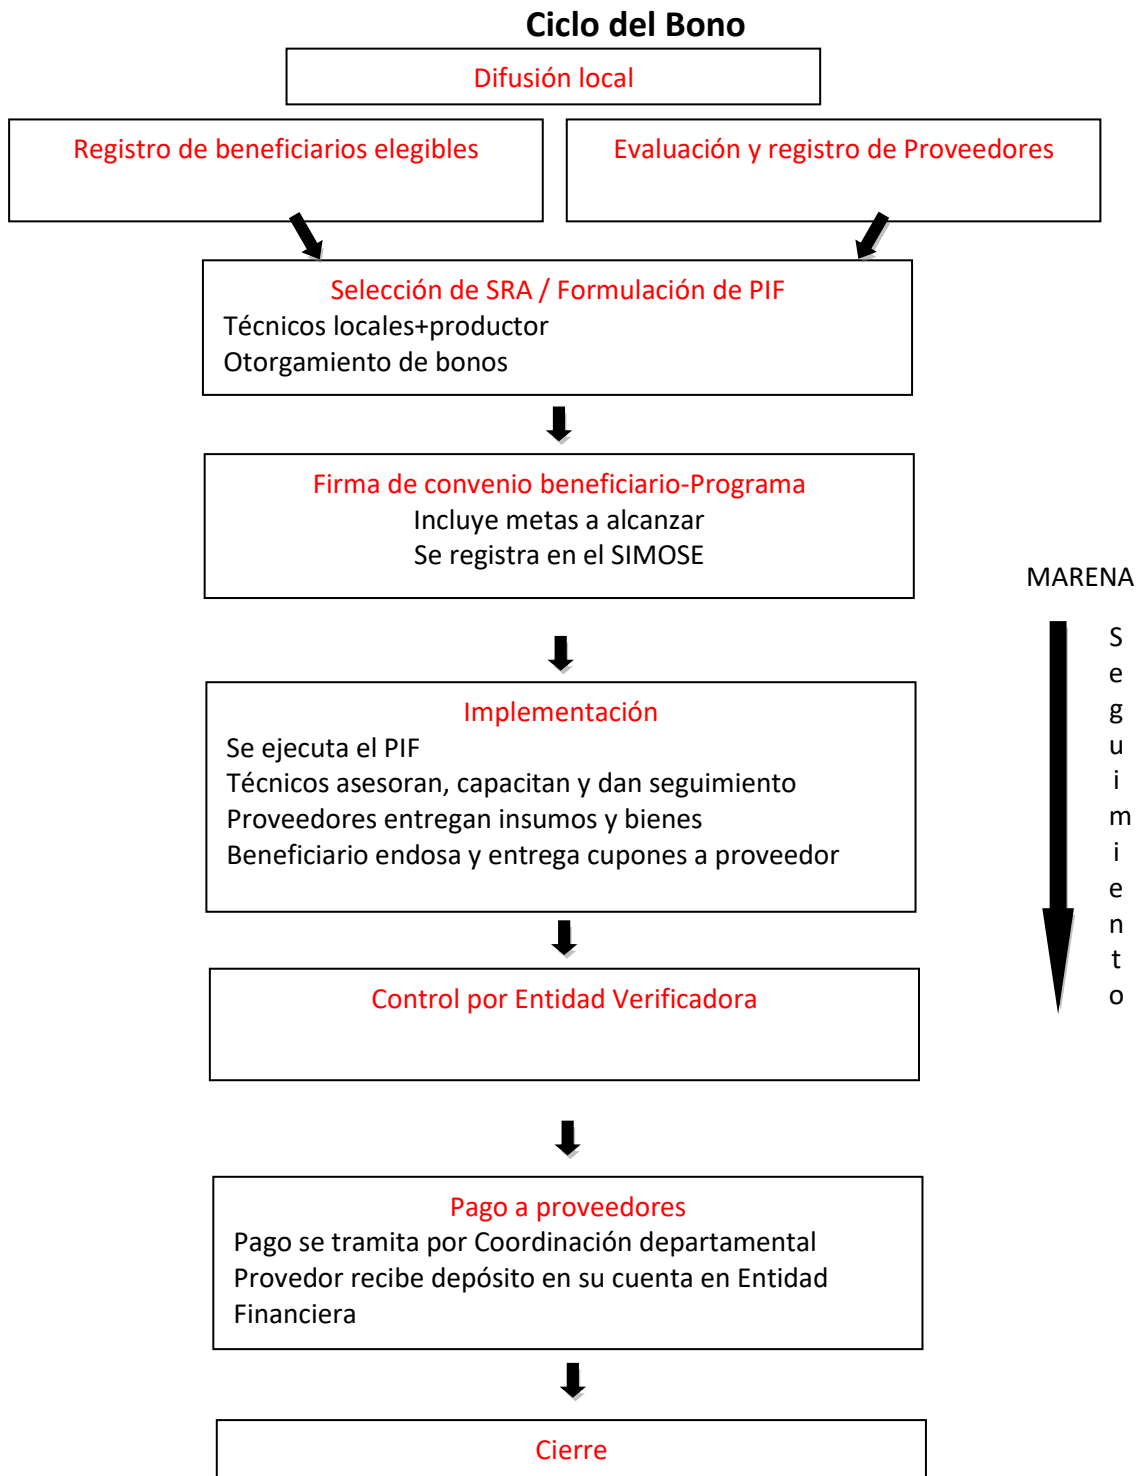 Ciclo del Bono
Difusión local
Registro de beneficiarios elegibles
Evaluación y registro de Proveedores
Selección de SRA / Formulación de PIF
Técnicos locales+productor
Otorgamiento de bonos
Firma de convenio beneficiario-Programa
Incluye metas a alcanzar
Se registra en el SIMOSE
MARENA
Seguimiento
Implementación
Se ejecuta el PIF
Técnicos asesoran, capacitan y dan seguimiento
Proveedores entregan insumos y bienes
Beneficiario endosa y entrega cupones a proveedor
Control por Entidad Verificadora
Pago a proveedores
Pago se tramita por Coordinación departamental
Provedor recibe depósito en su cuenta en Entidad
Financiera
Cierre